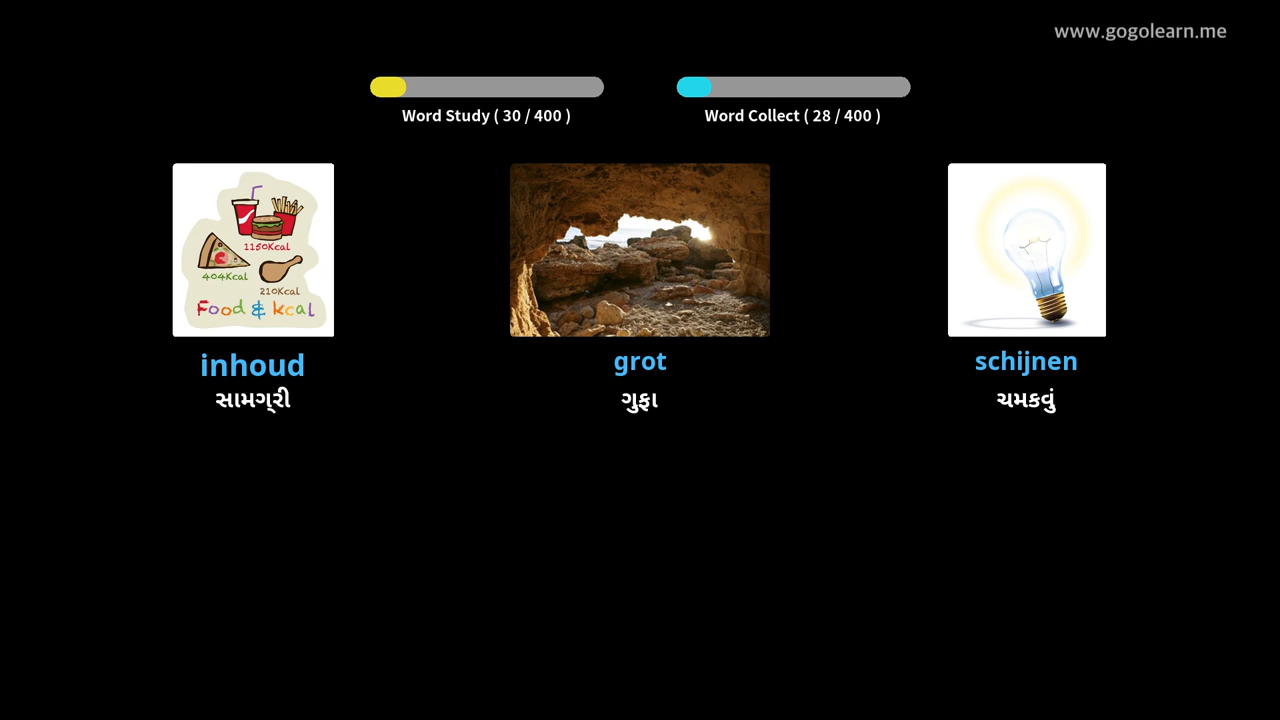 www.gogolearn.me
Word Study ( 30 / 400 )
Word Collect ( 28 / 400 )
1150Kcal
404Kcal
210Kcal
Food & kcal
inhoud
grot
schijnen
સામગ્રી
ગુફા
ચમકવું